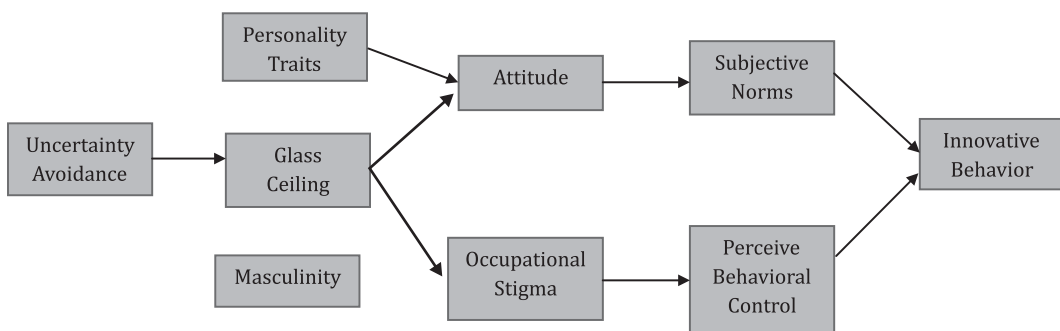 Personality
Traits
Attitude
Subjective
Norms
Uncertainty
Avoidance
Glass
Ceiling
Innovative
Behavior
Masculinity
Occupational
Stigma
Perceive
Behavioral
Control